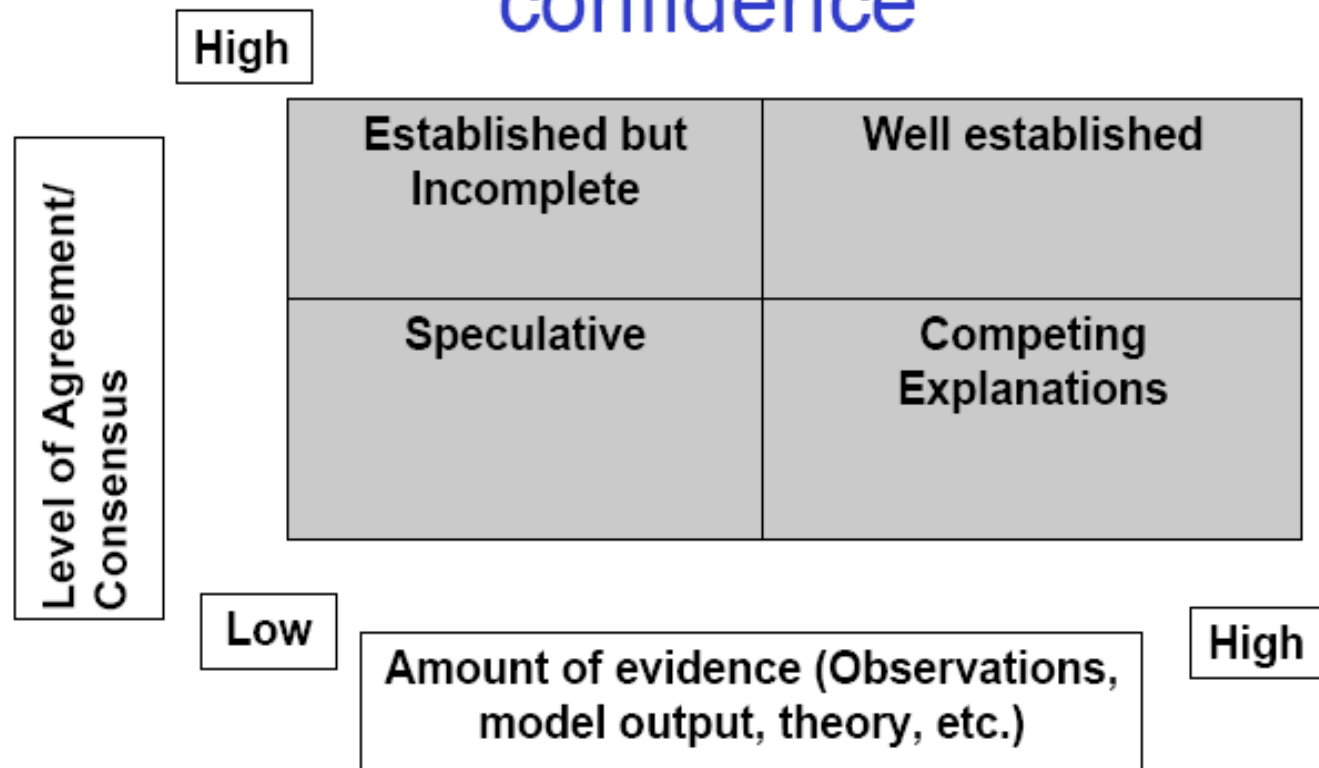 confidence
High
Established but
Incomplete
Well established
Level of Agreement/
Consensus
Speculative
Competing
Explanations
Low
High
Amount of evidence (Observations,
model output, theory, etc.)